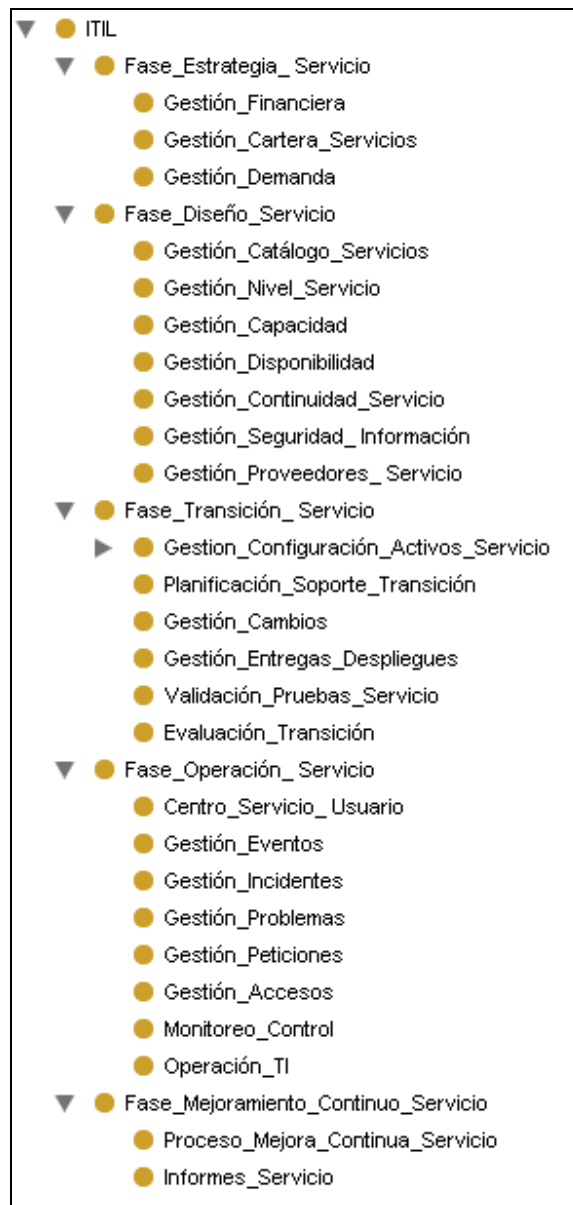 ITIL
Fase_Estrategia_ Servicio
Gestión_Financiera
Gestión_Cartera_Servicios
Gestión_Demanda
Fase_Diseño_Servicio
Gestión_Catálogo_Servicios
Gestión_Nivel_Servicio
Gestión_Capacidad
Gestión_Disponibilidad
Gestión_Continuidad_Servicio
Gestión_Seguridad_ Información
Gestión_Proveedores_ Servicio
Fase_Transición_ Servicio
Gestion_Configuración_Activos_Servicio
Planificación_Soporte_Transición
Gestión_Cambios
Gestión_Entregas_Despliegues
Validación_Pruebas_Servicio
Evaluación_Transición
Fase_Operación_ Servicio
Centro_Servicio_ Usuario
Gestión_Eventos
Gestión_Incidentes
Gestión_Problemas
Gestión_Peticiones
Gestión_Accesos
Monitoreo_Control
Operación_TI
Fase_Mejoramiento_Continuo_Servicio
Proceso_Mejora_Continua_Servicio
Informes_Servicio